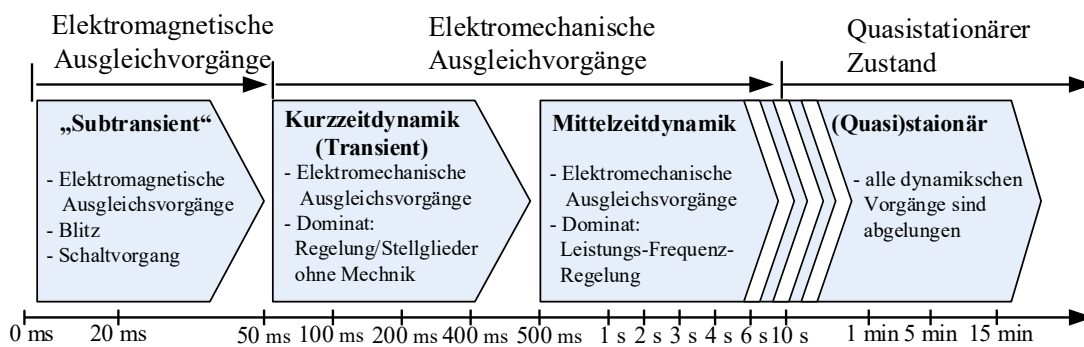 Elektromagnetische
Ausgleichvorgänge
Elektromechanische
Ausgleichvorgänge
Quasistationärer
Zustand
„Subtransient“
- Elektromagnetische
Ausgleichsvorgänge
- Blitz
- Schaltvorgang
Kurzzeitdynamik
(Transient)
- Elektromechanische
Ausgleichsvorgänge
- Dominat:
Regelung/Stellglieder
ohne Mechnik
Mittelzeitdynamik
- Elektromechanische
Ausgleichsvorgänge
- Dominat:
Leistungs-Frequenz-
Regelung
(Quasi)staionär
- alle dynamikschen
Vorgänge sind
abgelungen
0 ms 20 ms 50 ms 100 ms 200 ms 400 ms 500 ms 1 s 2 s 3 s 4 s 6 s 10 s 1 min 5 min 15 min